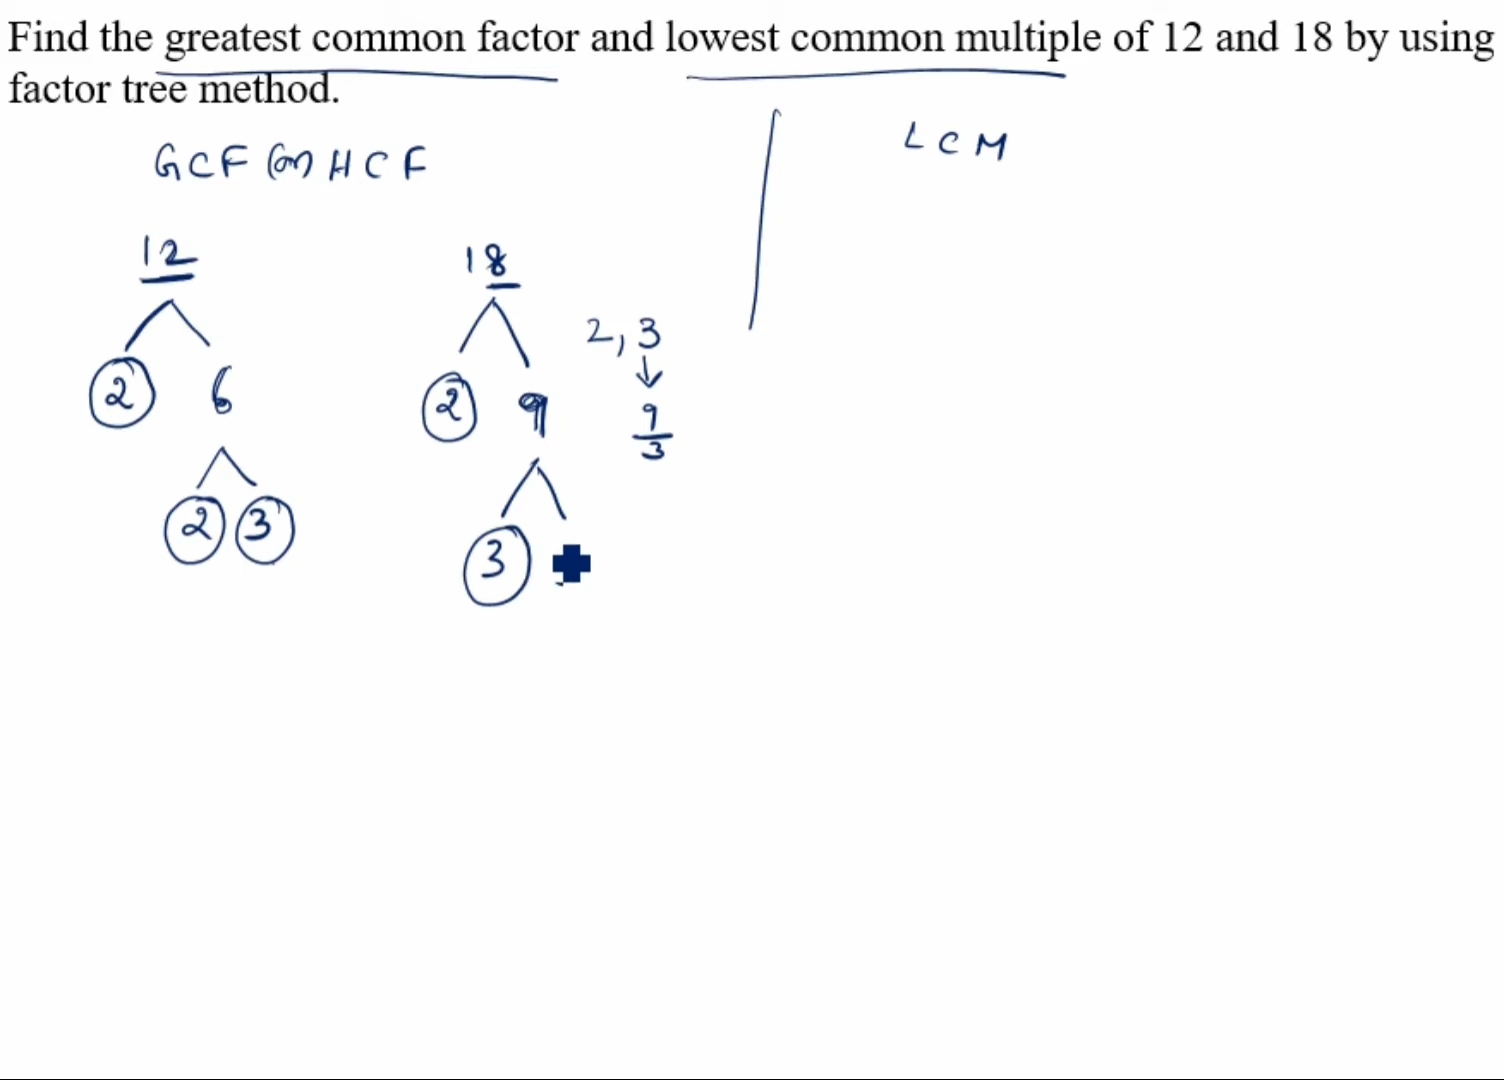 Find the greatest common factor and lowest common multiple of 12 and 18 by using
factor tree method.
GCF (or) HCF
LCM
12
18
2, 3
2 6
2 9
9
3
2 3
3